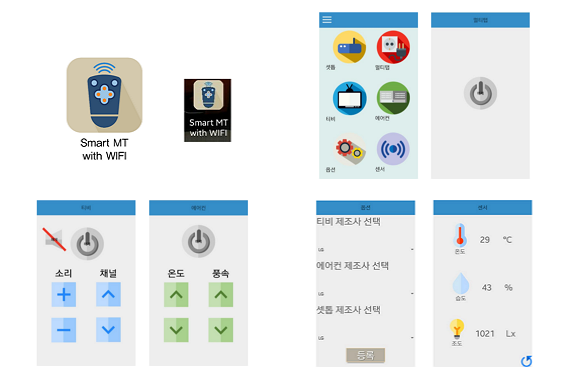 Smart MT
with WIFI
Smart MT
with WIFI
셋톱
멀티탭
티비
에어컨
옵션
센서
멀티탭
티비
소리
채널
에어컨
온도
풍속
옵션
티비 제조사 선택
에어컨 제조사 선택
셋톱 제조사 선택
등록
센서
온도
29 ℃
습도
43 %
조도
1021 Lx